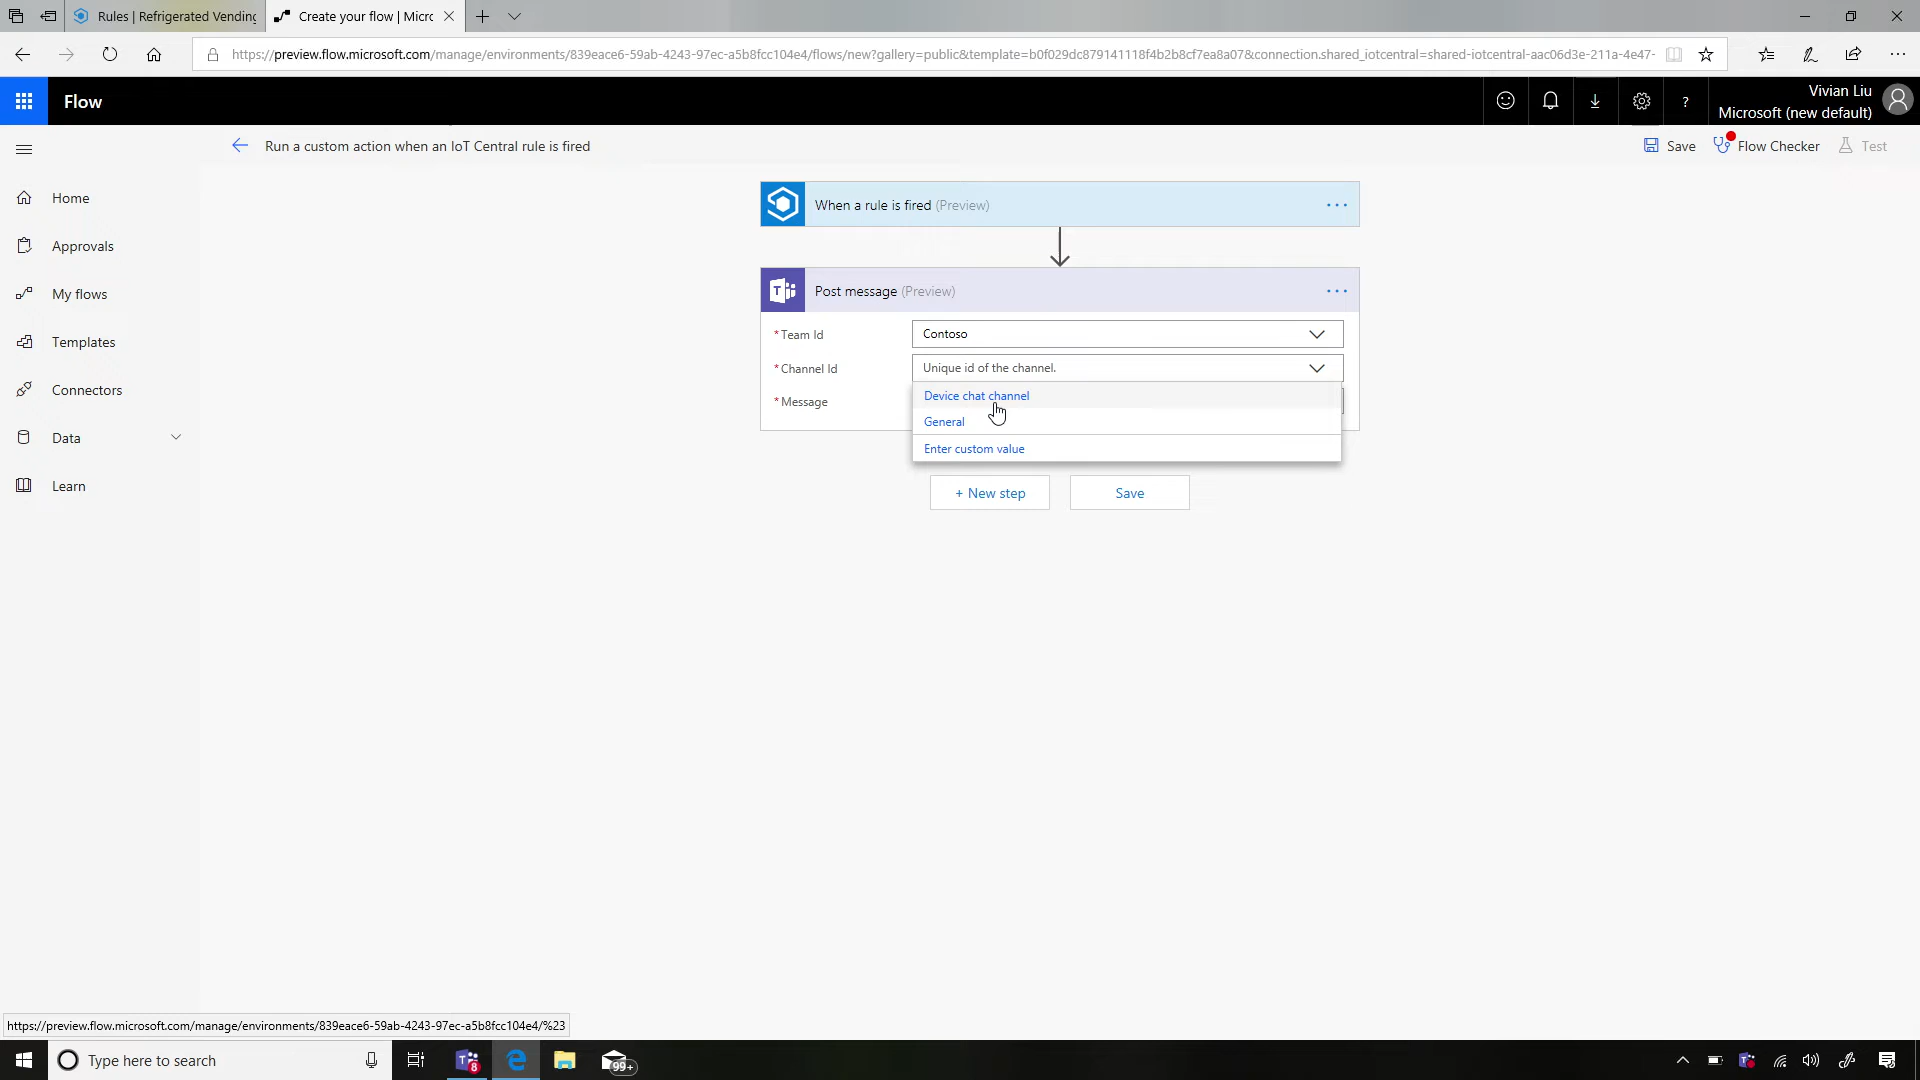 Rules | Refrigerated Vending
Create your flow | Micro
https://preview.flow.microsoft.com/manage/environments/839eace6-59ab-4243-97ec-a5b8fcc104e4/flows/new?gallery=public&template=b0f029dc879141118f4b2b8cf7ea8a07&connection.shared_iotcentral=shared-iotcentral-aac06d3e-211a-4e47-
Flow
?
Vivian Liu
Microsoft (new default)
Run a custom action when an IoT Central rule is fired
Save
Flow Checker
Test
Home
Approvals
My flows
Templates
Connectors
Data
Learn
When a rule is fired (Preview)
Post message (Preview)
* Team Id
Contoso
* Channel Id
Unique id of the channel.
* Message
Device chat channel
General
Enter custom value
+ New step
Save
https://preview.flow.microsoft.com/manage/environments/839eace6-59ab-4243-97ec-a5b8fcc104e4/%23
Type here to search
8
99+